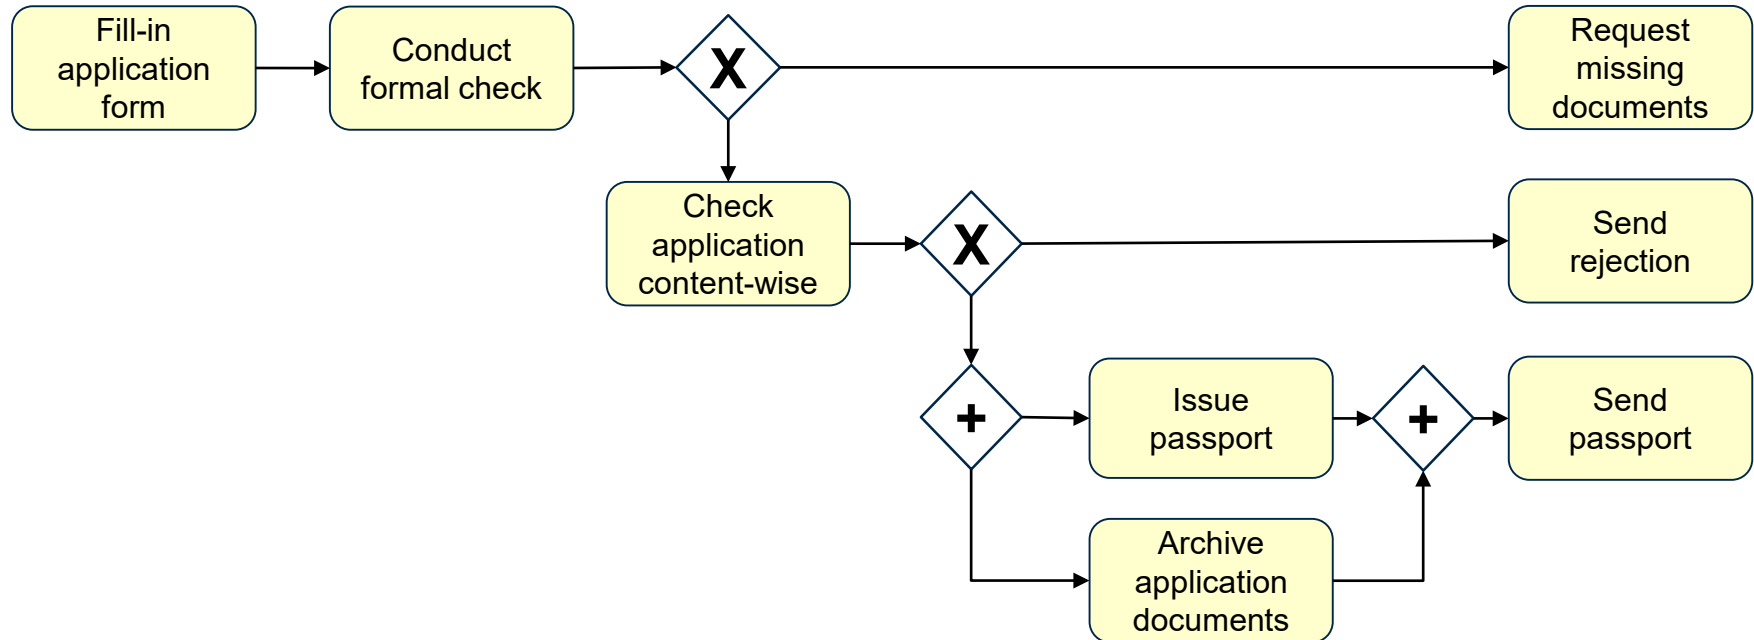 Fill-in
application
form
Conduct
formal check
X
Request
missing
documents
Check
application
content-wise
X
Send
rejection
+
Issue
passport
+
Send
passport
Archive
application
documents